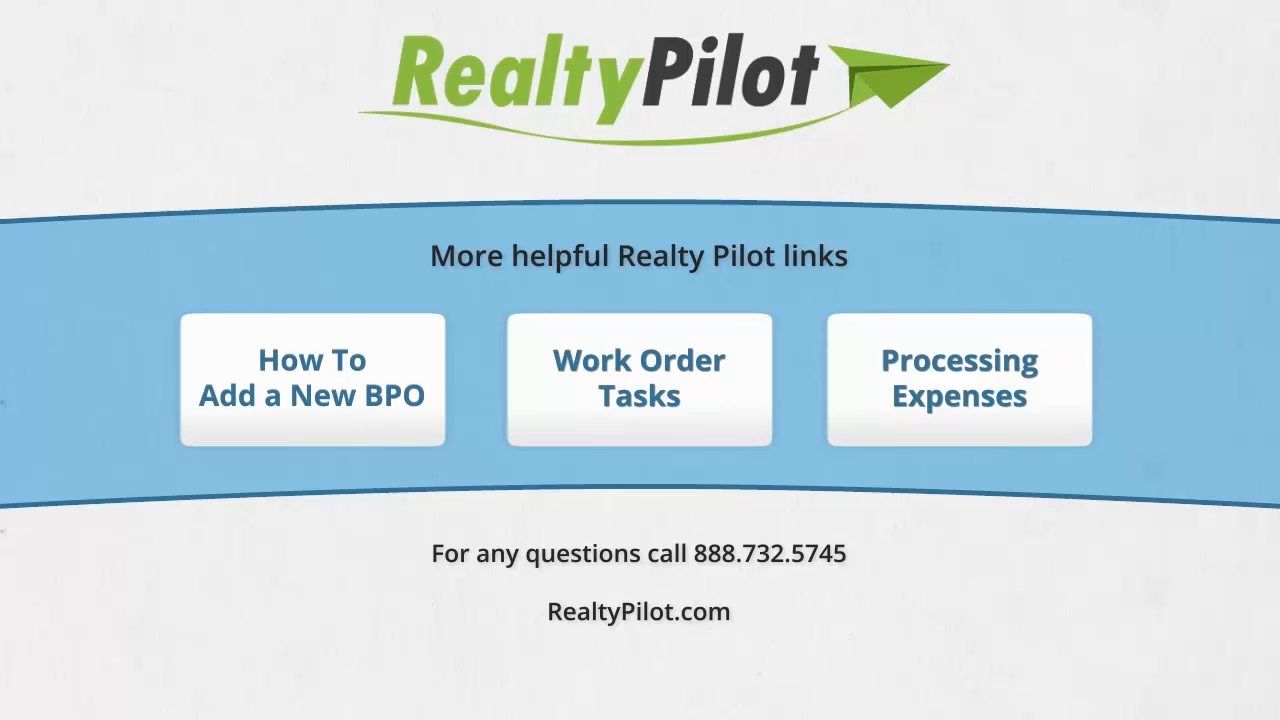 RealtyPilot
More helpful Realty Pilot links
How To
Add a New BPO
Work Order
Tasks
Processing
Expenses
For any questions call 888.732.5745
RealtyPilot.com